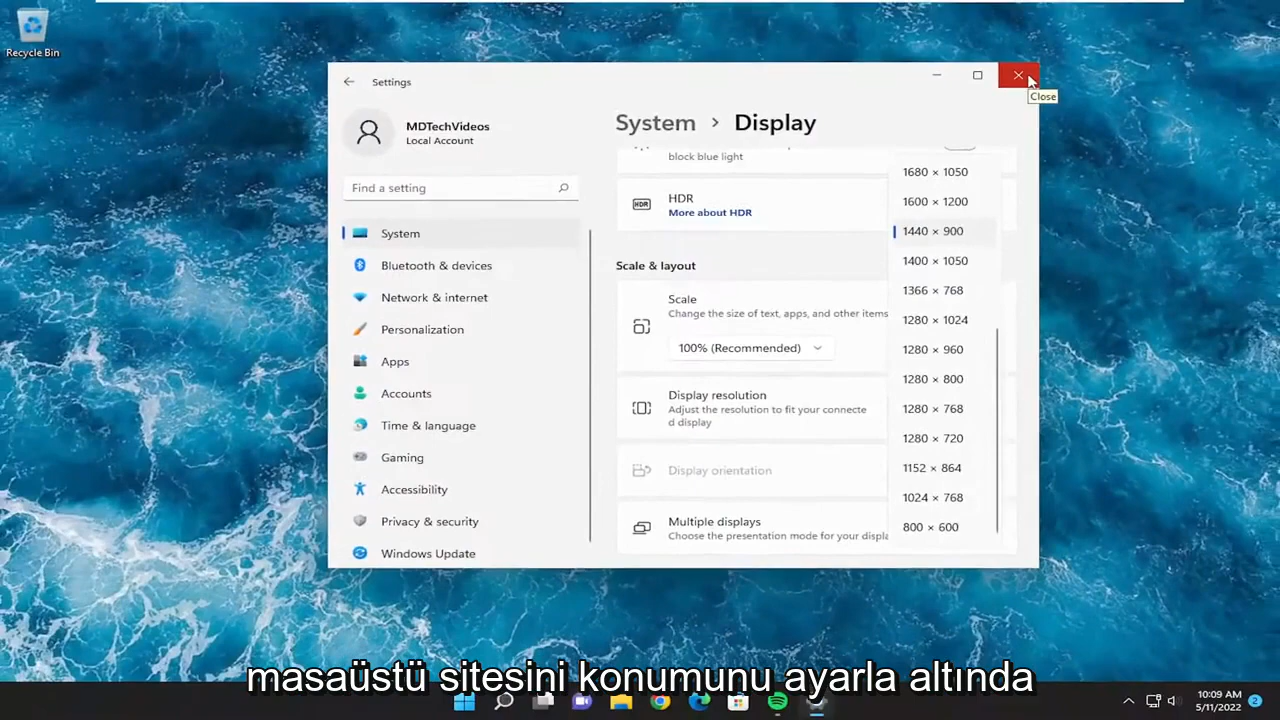 Recycle Bin
Settings
Close
MDTechVideos
Local Account
Find a setting
System
Bluetooth & devices
Network & internet
Personalization
Apps
Accounts
Time & language
Gaming
Accessibility
Privacy & security
Windows Update
System > Display
block blue light
HDR
HDR
More about HDR
Scale & layout
Scale
Change the size of text, apps, and other items
100% (Recommended)
Display resolution
Adjust the resolution to fit your connecte
d display
Display orientation
Multiple displays
Choose the presentation mode for your displa
1680 × 1050
1600 × 1200
1440 × 900
1400 × 1050
1366 × 768
1280 × 1024
1280 × 960
1280 × 800
1280 × 768
1280 × 720
1152 × 864
1024 × 768
800 × 600
masaüstü sitesini konumunu ayarla altında
10:09 AM
5/11/2022
2